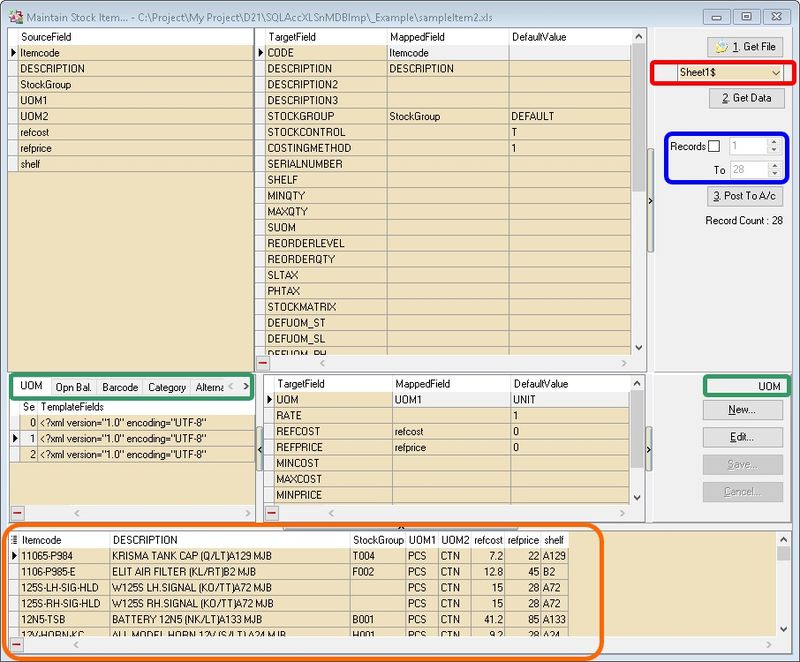 Maintain Stock Item... - C:\Project\My Project\D21\SQLAccXLSnMDBImp\_Example\sampleItem2.xls
SourceField
Itemcode
DESCRIPTION
StockGroup
UOM1
UOM2
refcost
refprice
shelf
TargetField MappedField DefaultValue
CODE Itemcode
DESCRIPTION DESCRIPTION
DESCRIPTION2
DESCRIPTION3
STOCKGROUP StockGroup DEFAULT
STOCKCONTROL T
COSTINGMETHOD 1
SERIALNUMBER
SHELF
MINQTY
MAXQTY
SUOM
REORDERLEVEL
REORDERQTY
SLTAX
PHTAX
STOCKMATRIX
DEFUOM_ST
DEFUOM_SL
DEFUOM_PH
1. Get File
Sheet1$
2. Get Data
Records 1
To 28
3. Post To A/c
Record Count : 28
UOM Opn Bal. Barcode Category Alterna
Se TemplateFields
0 <?xml version="1.0" encoding="UTF-8"
1 <?xml version="1.0" encoding="UTF-8"
2 <?xml version="1.0" encoding="UTF-8"
TargetField MappedField DefaultValue
UOM UOM1 UNIT
RATE 1
REFCOST refcost 0
REFPRICE refprice 0
MINCOST
MAXCOST
MINPRICE
UOM
New...
Edit...
Save...
Cancel...
Itemcode DESCRIPTION StockGroup UOM1 UOM2 refcost refprice shelf
11065-P984 KRISMA TANK CAP (Q/LT)A129 MJB T004 PCS CTN 7.2 22 A129
1106-P985-E ELIT AIR FILTER (KL/RT)B2 MJB F002 PCS CTN 12.8 45 B2
125S-LH-SIG-HLD W125S LH.SIGNAL (KO/TT)A72 MJB PCS CTN 15 28 A72
125S-RH-SIG-HLD W125S RH.SIGNAL (KO/TT)A72 MJB PCS CTN 15 28 A72
12N5-TSB BATTERY 12N5 (NK/LT)A133 MJB B001 PCS CTN 41.2 85 A133
12V-HORN-KC ALL MODEL HORN 12V (S/LT)A24 MJB H001 PCS CTN 9.2 28 A24